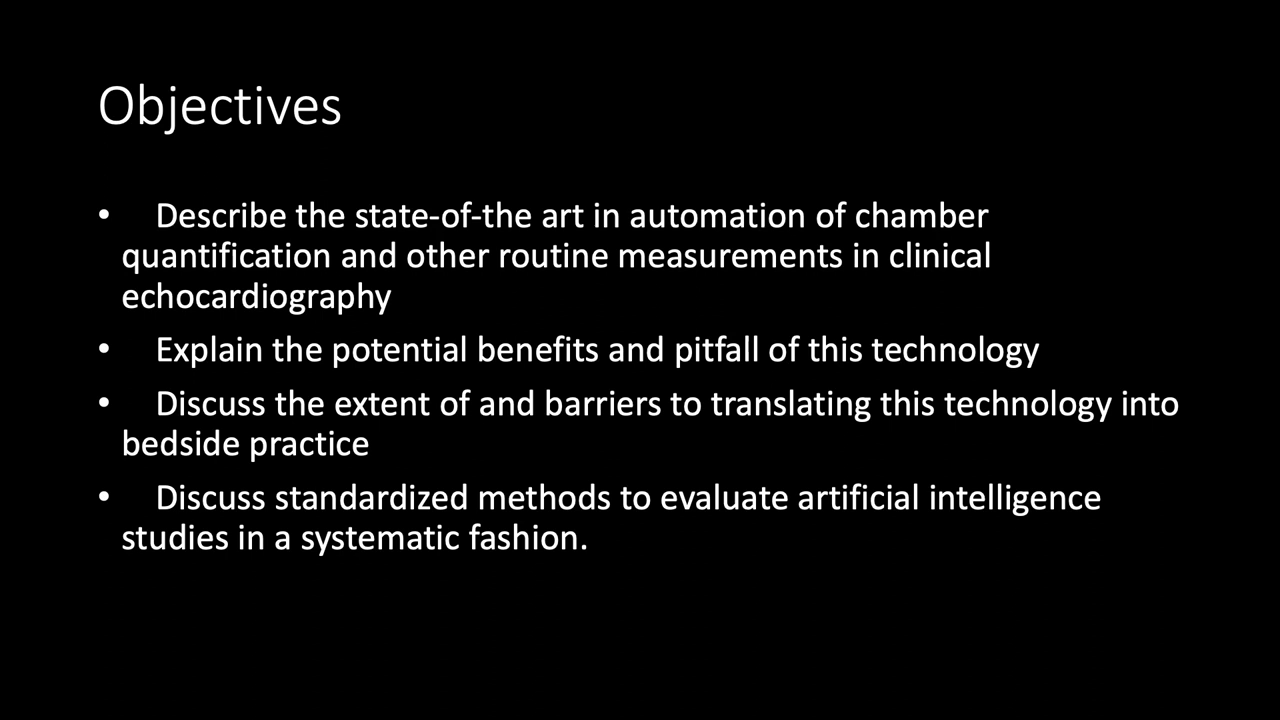 Objectives
• Describe the state-of-the art in automation of chamber
quantification and other routine measurements in clinical
echocardiography
• Explain the potential benefits and pitfall of this technology
• Discuss the extent of and barriers to translating this technology into
bedside practice
• Discuss standardized methods to evaluate artificial intelligence
studies in a systematic fashion.